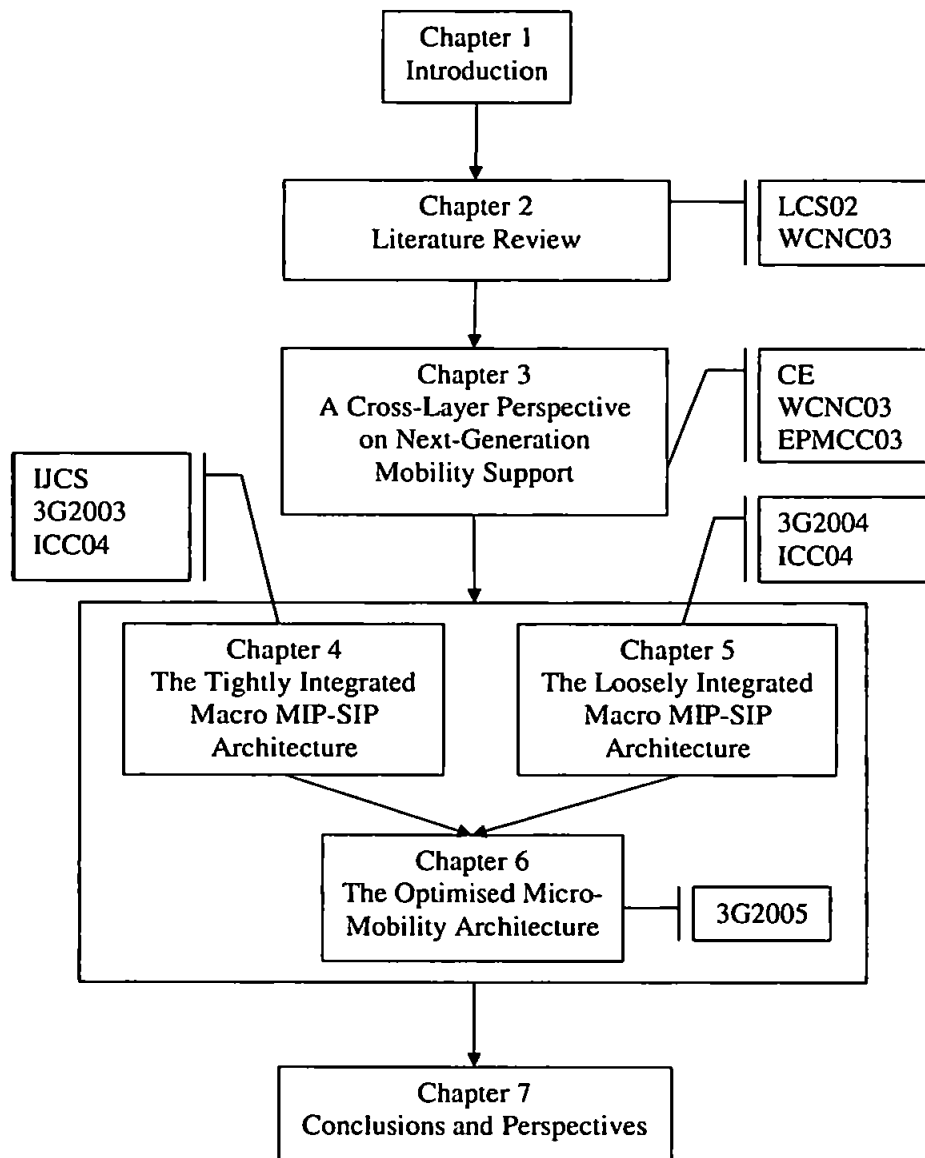 Chapter 1
Introduction
Chapter 2
Literature Review
LCS02
WCNC03
Chapter 3
A Cross-Layer Perspective
on Next-Generation
Mobility Support
CE
WCNC03
EPMCC03
IJCS
3G2003
ICC04
3G2004
ICC04
Chapter 4
The Tightly Integrated
Macro MIP-SIP
Architecture
Chapter 5
The Loosely Integrated
Macro MIP-SIP
Architecture
Chapter 6
The Optimised Micro-
Mobility Architecture
3G2005
Chapter 7
Conclusions and Perspectives